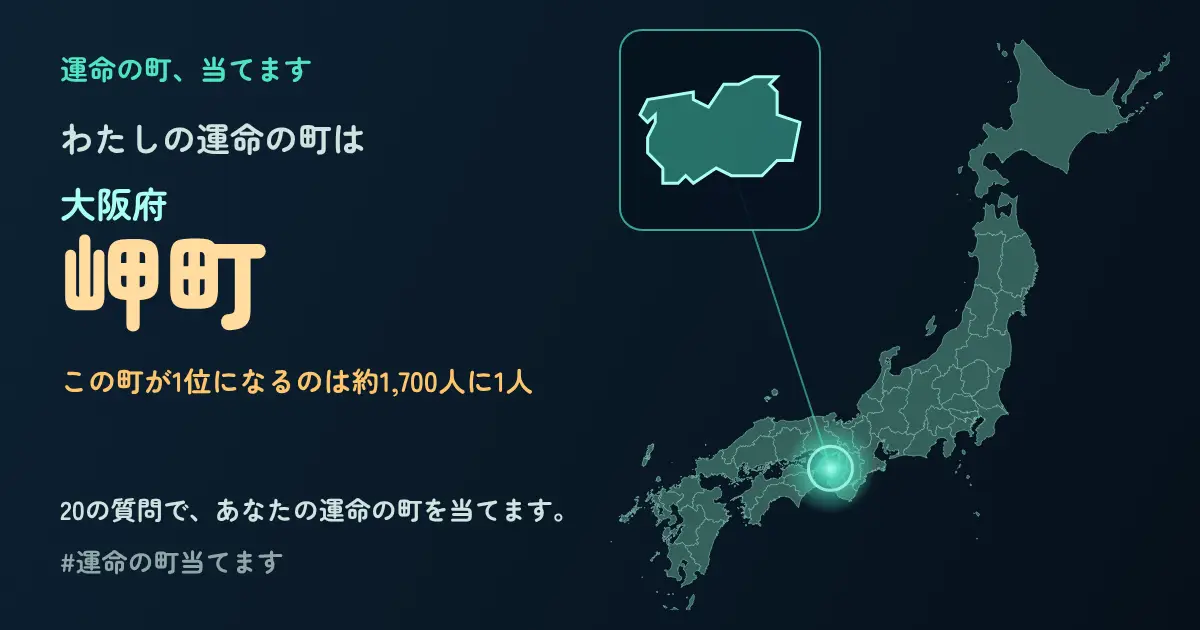 運命の町、当てます
わたしの運命の町は
大阪府
岬町
この町が1位になるのは約1,700人に1人
20の質問で、あなたの運命の町を当てます。
#運命の町当てます